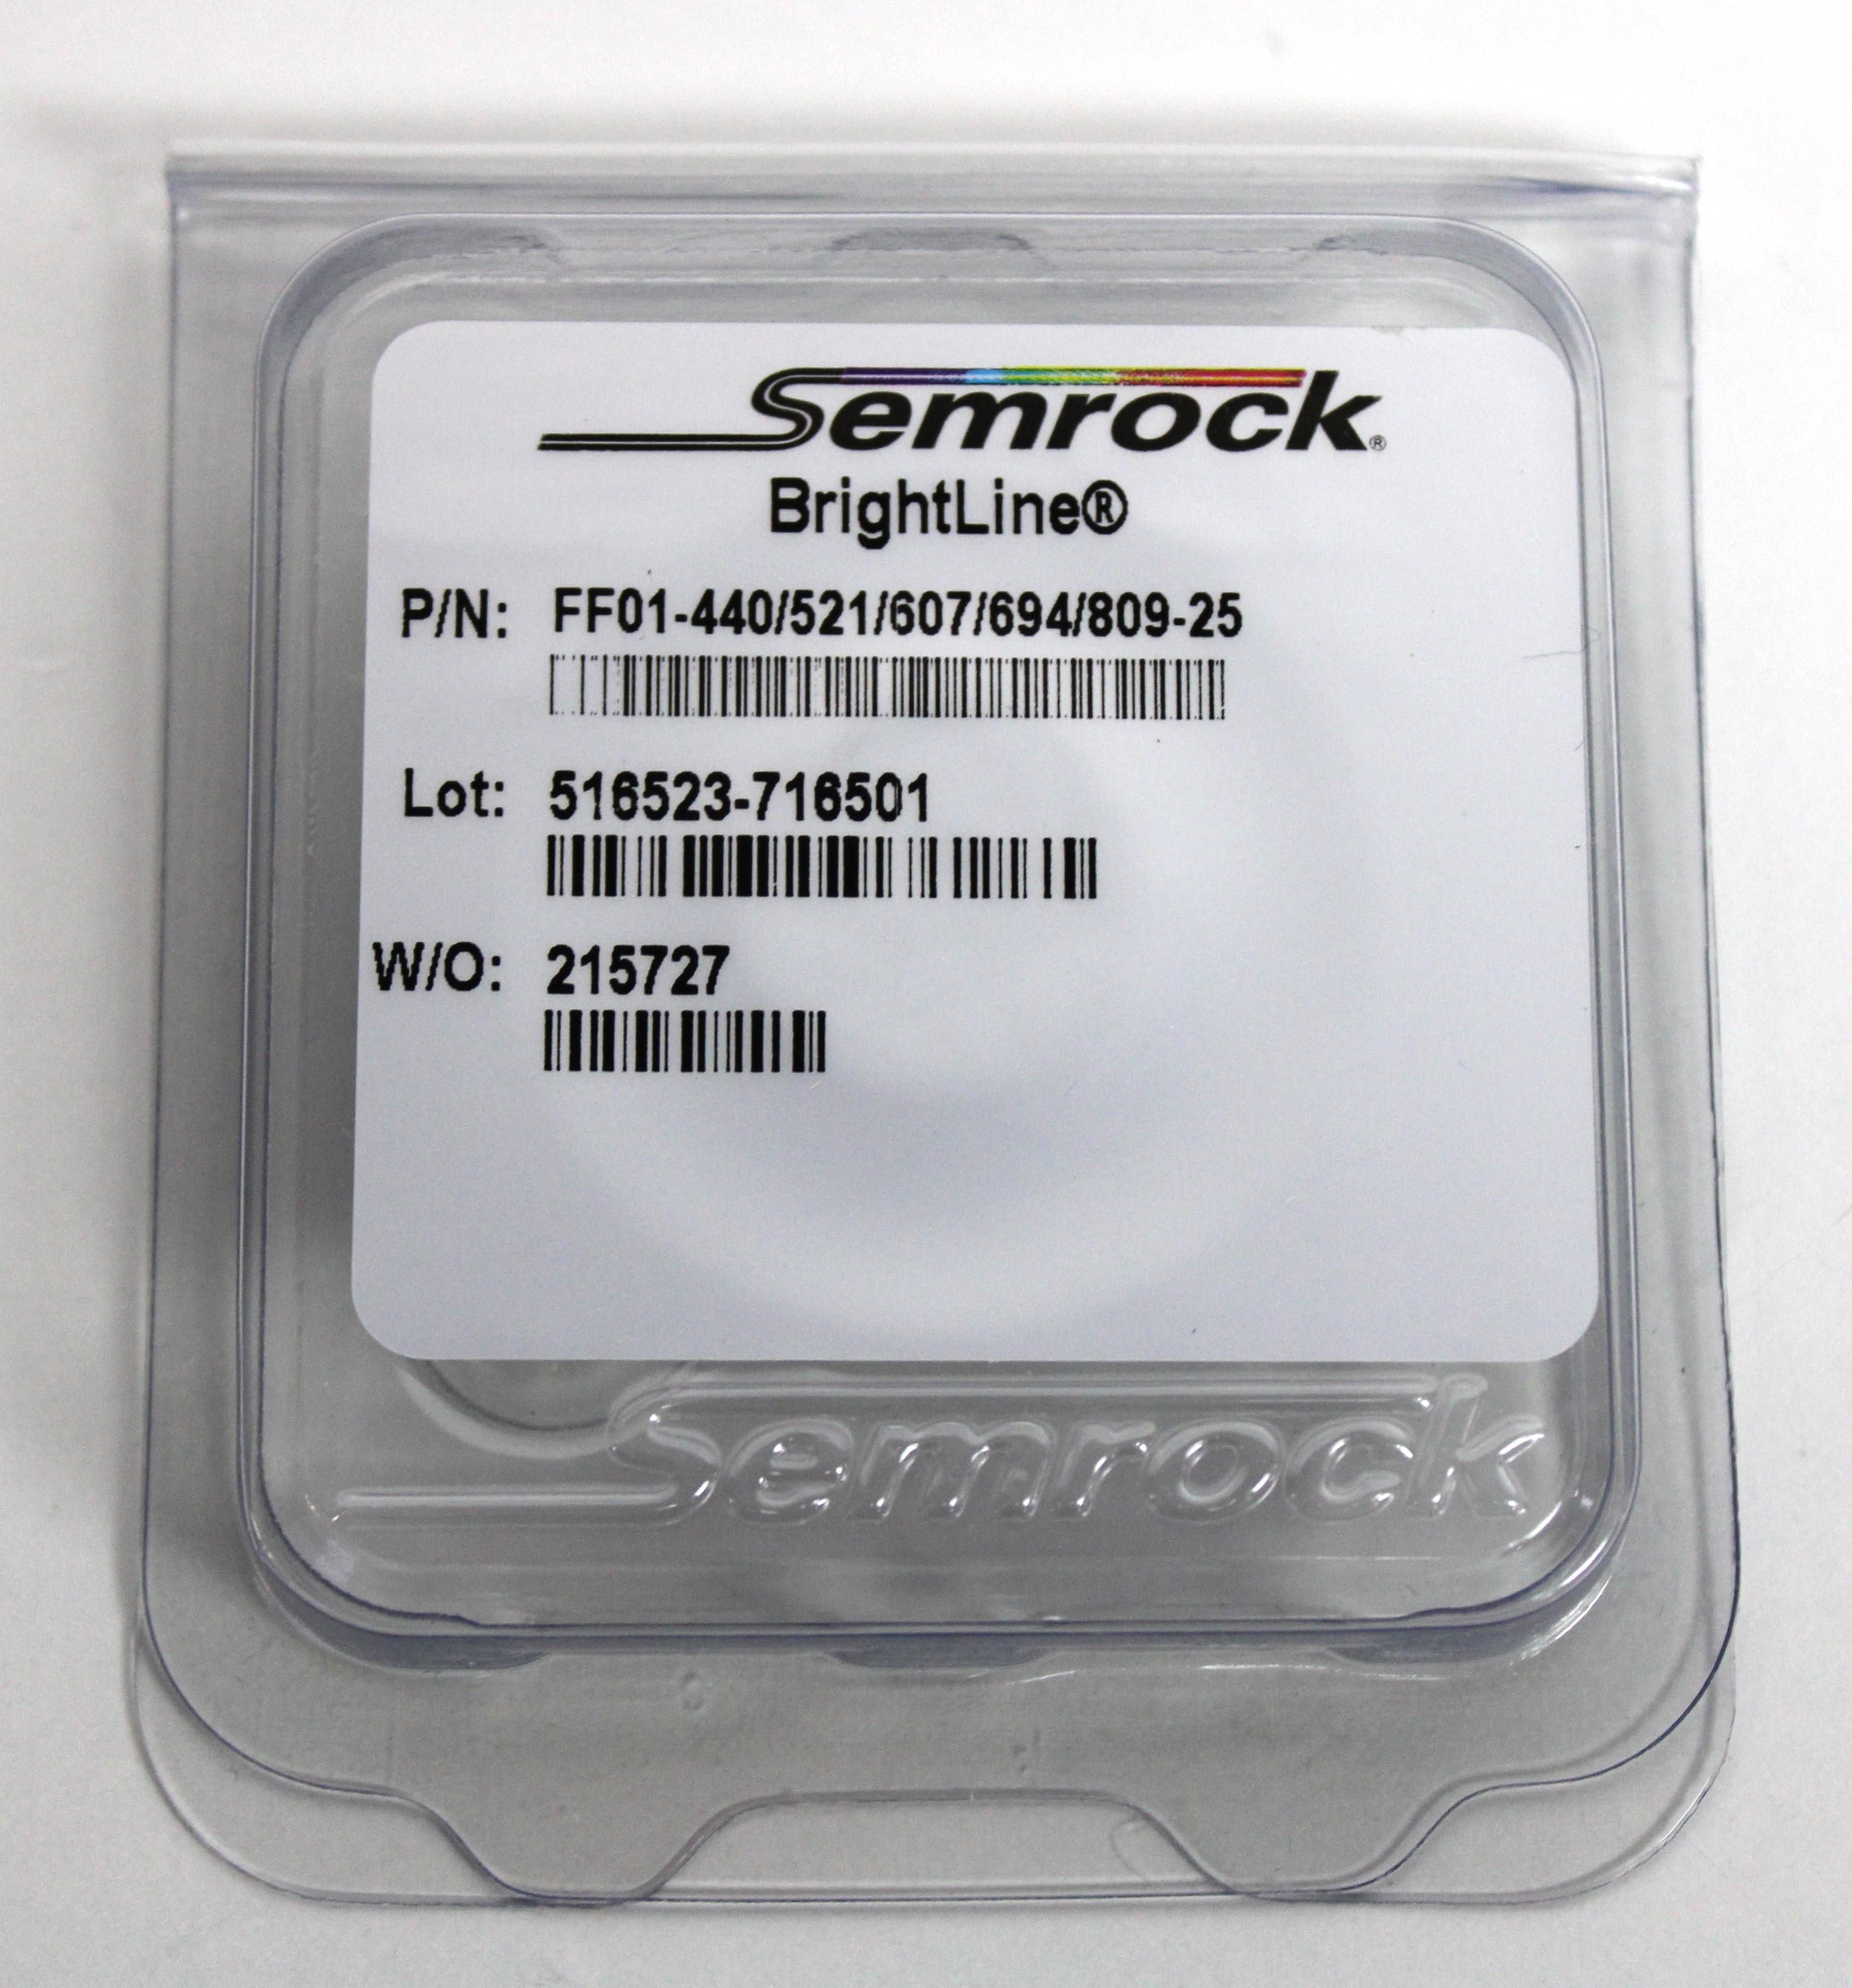 Semrock®
BrightLine®
P/N: FF01-440/521/607/694/809-25
Lot: 516523-716501
W/O: 215727
Semrock